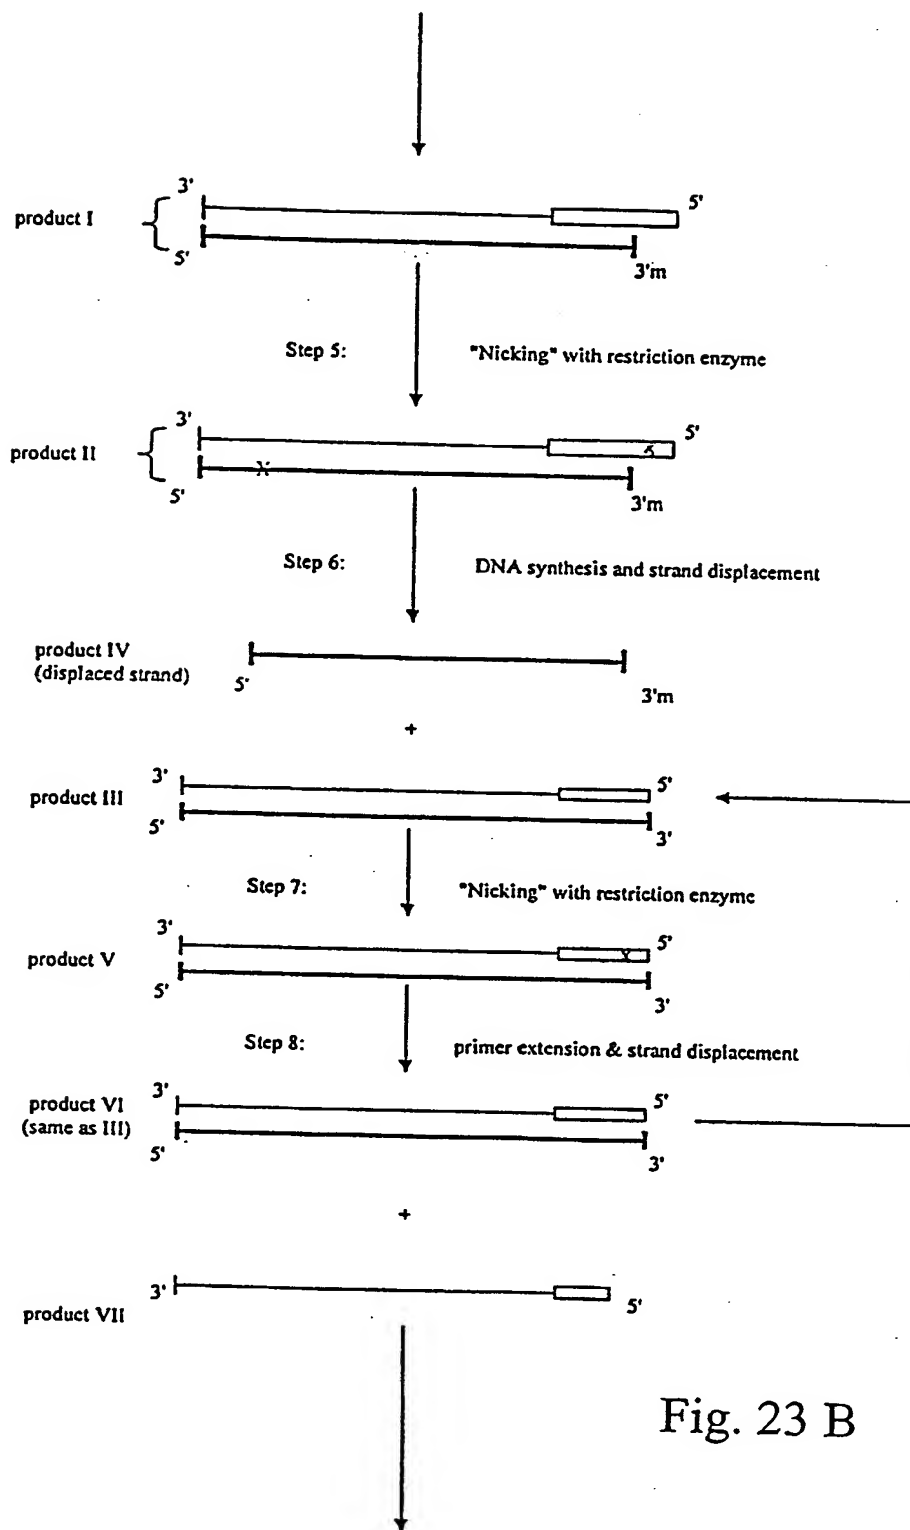 3'
5'
product I
5'
3'm
Step 5: "Nicking" with restriction enzyme
3'
5'
product II
X
X
5'
3'm
Step 6: DNA synthesis and strand displacement
product IV
(displaced strand)
5'
3'm
+
3'
5'
product III
5'
3'
Step 7: "Nicking" with restriction enzyme
3'
5'
product V
X
5'
3'
Step 8: primer extension & strand displacement
3'
5'
product VI
(same as III)
5'
3'
+
3'
5'
product VII
Fig. 23 B